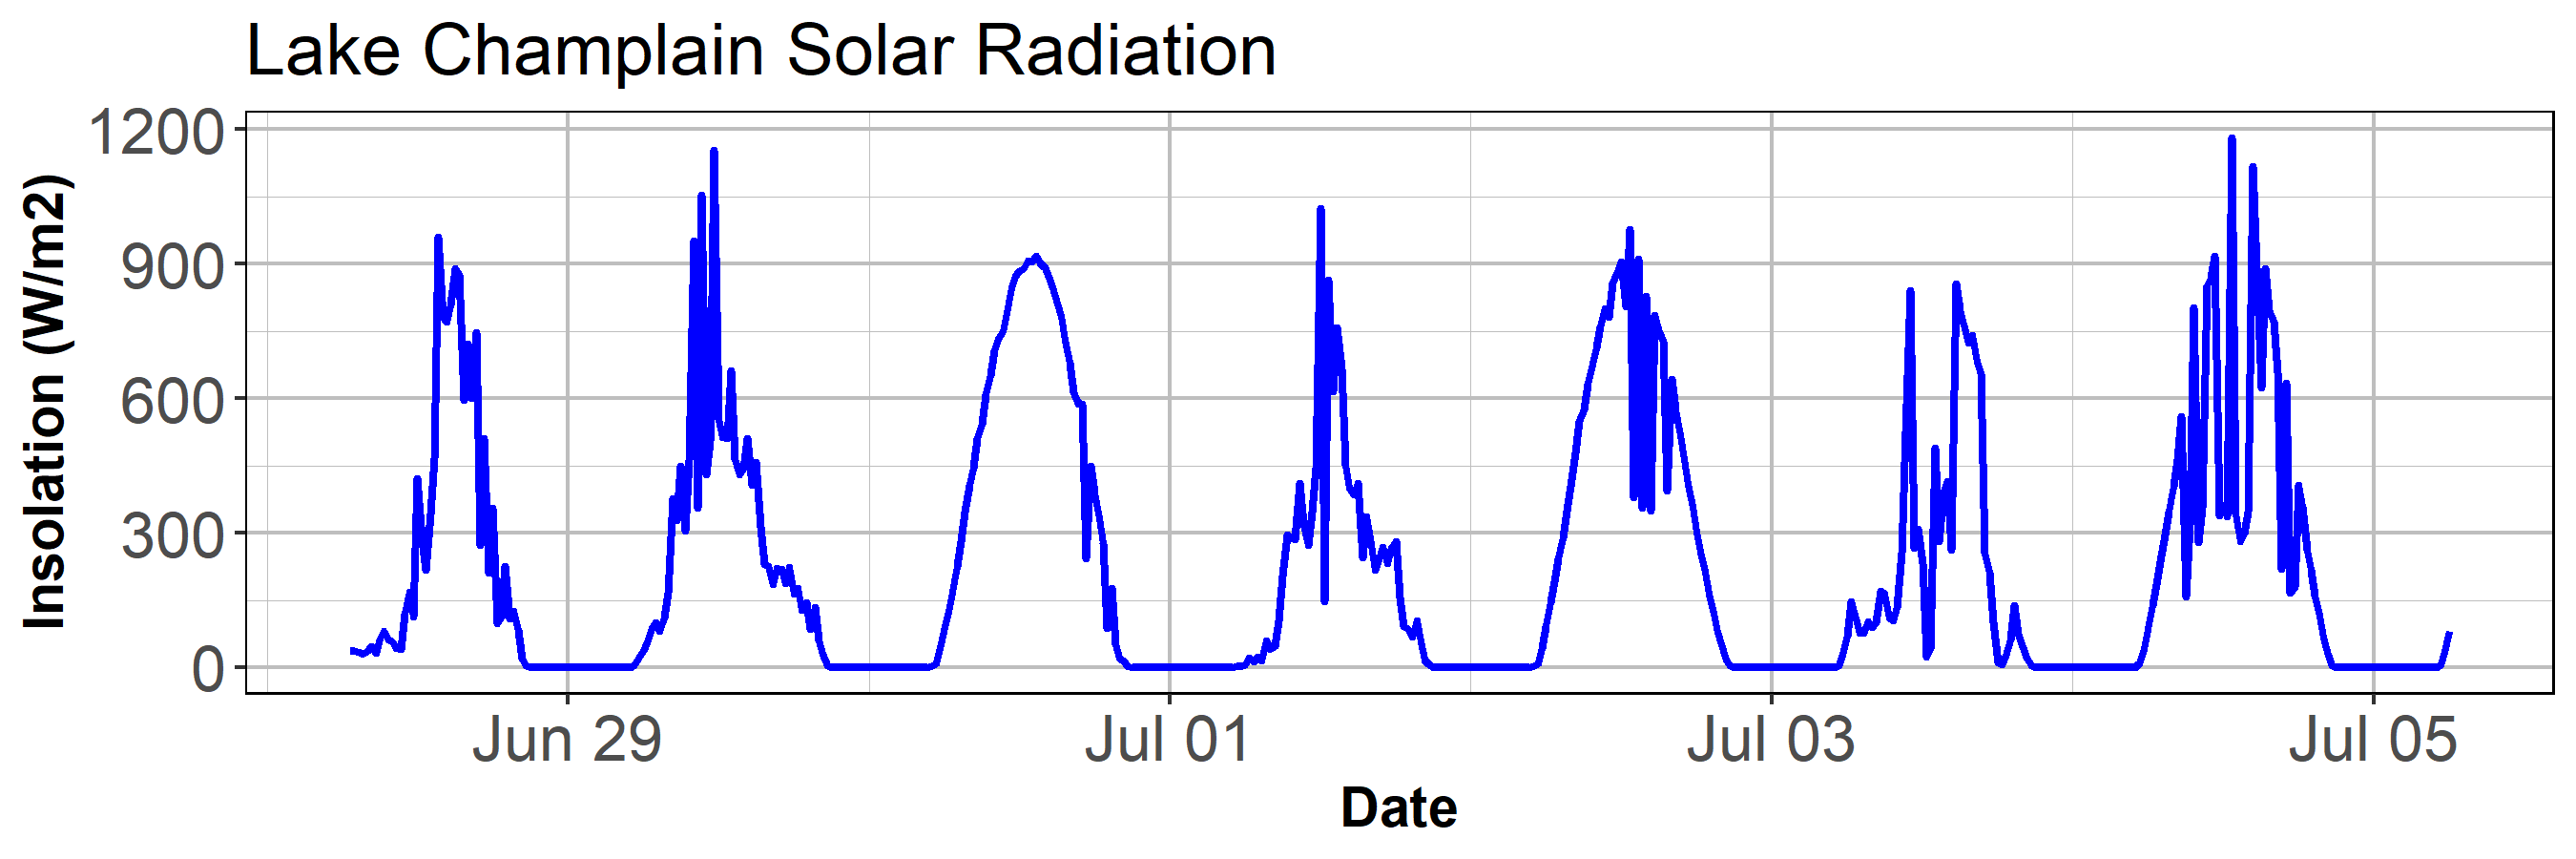 Lake Champlain Solar Radiation
1200
900
600
300
0
Insolation (W/m2)
Jun 29 Jul 01 Jul 03 Jul 05
Date